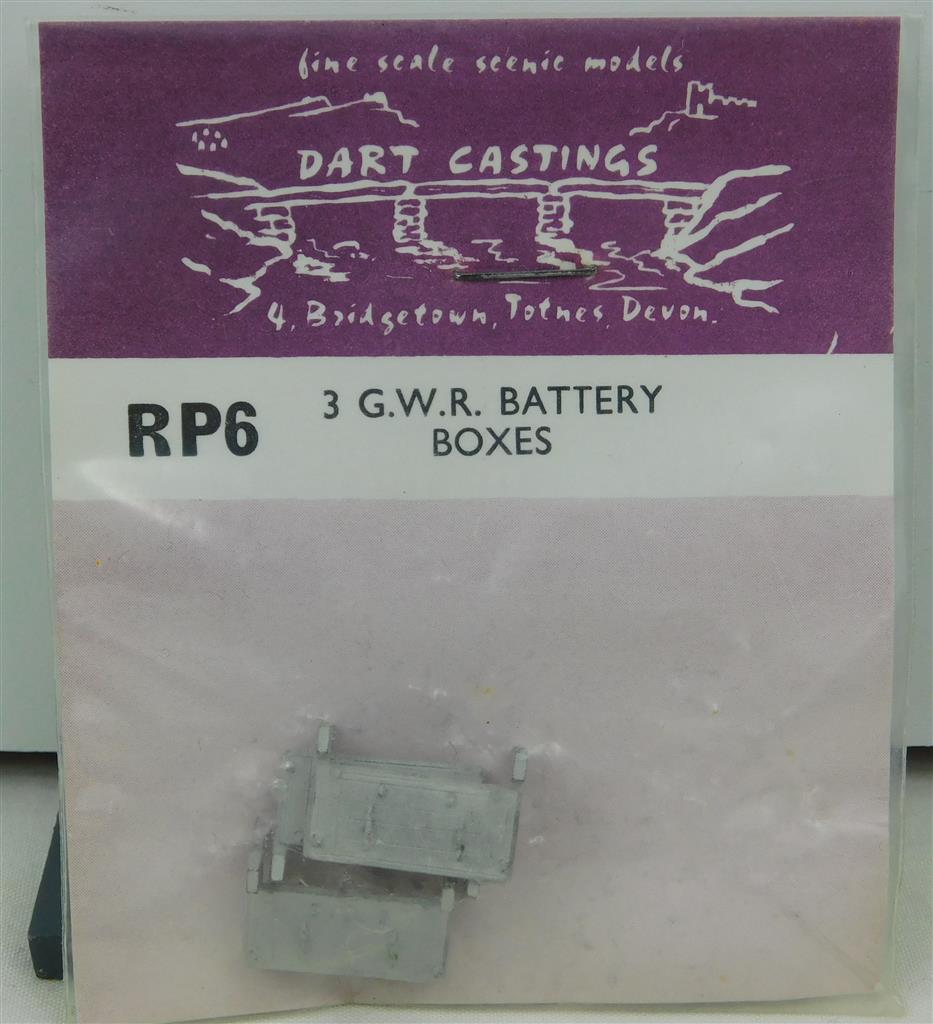 fine scale scenic models
DART CASTINGS
4, Bridgetown, Totnes, Devon.
RP6
3 G.W.R. BATTERY
BOXES